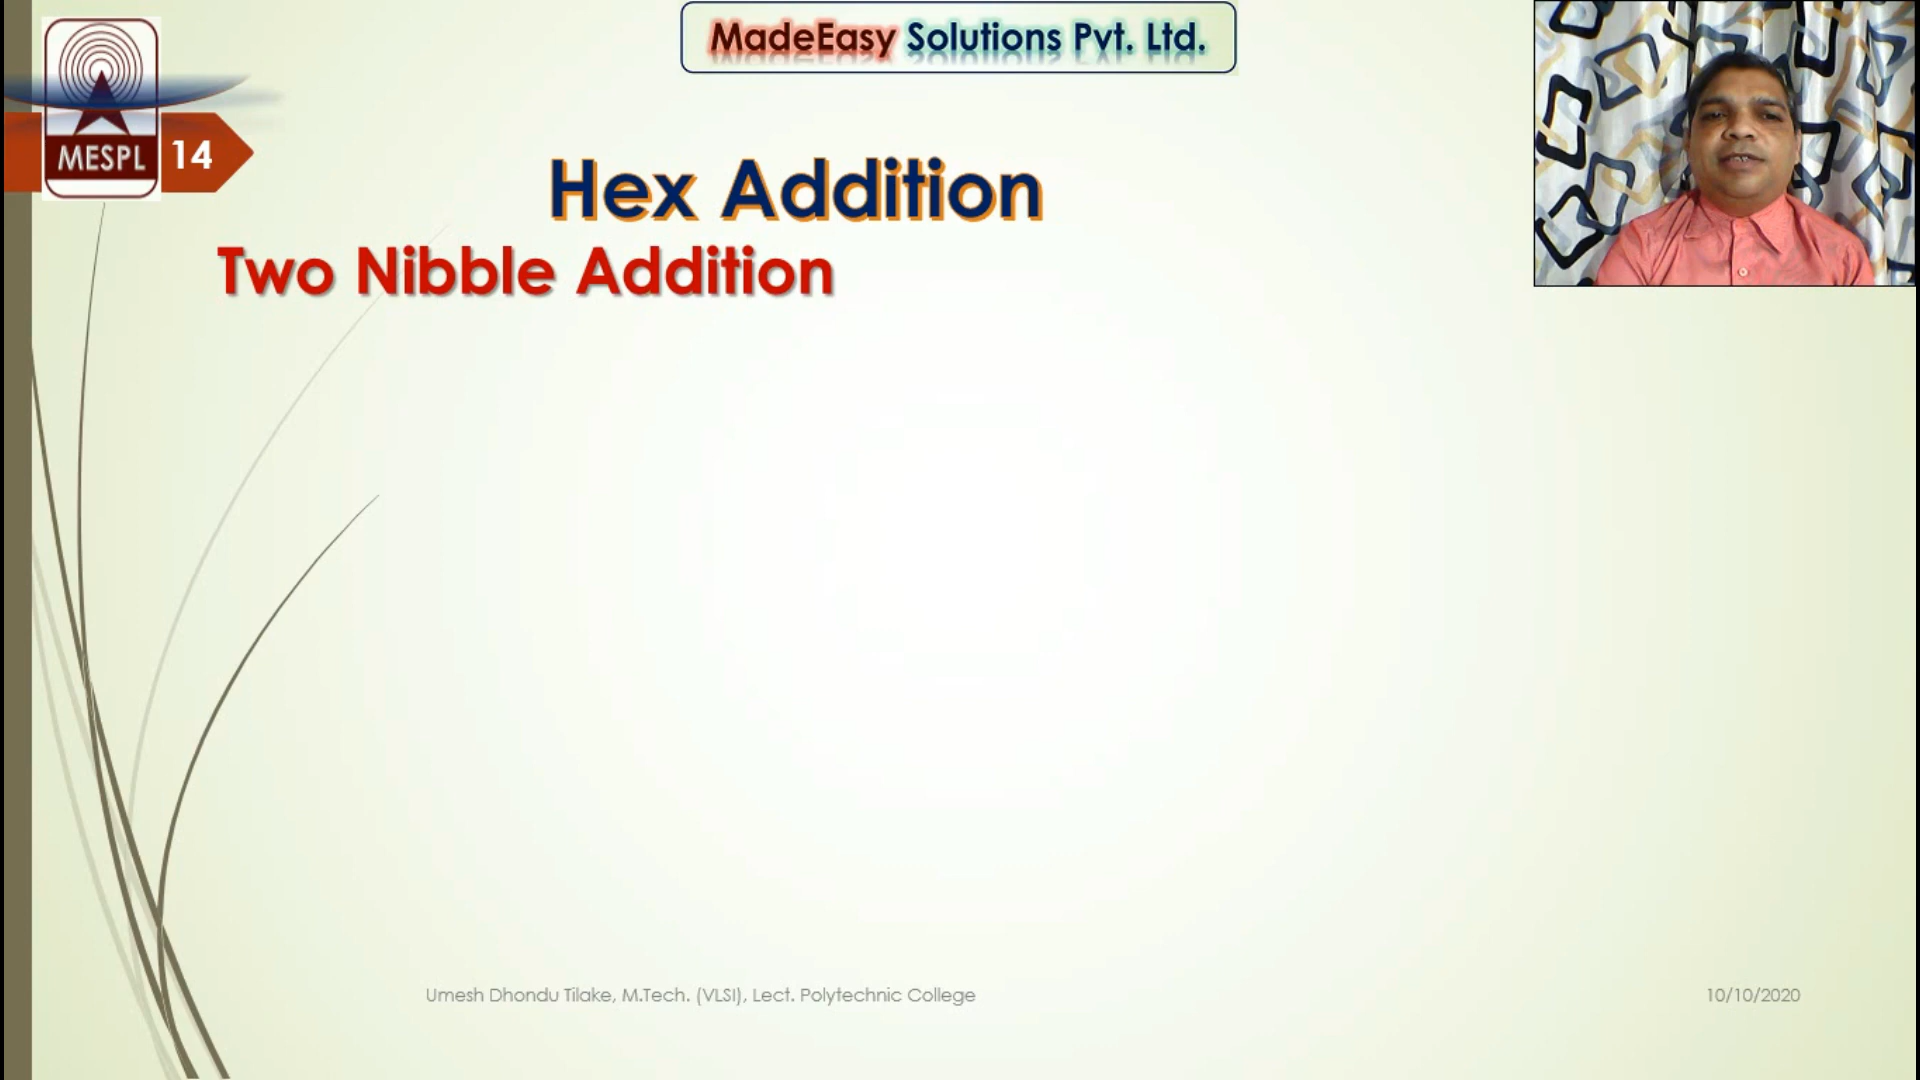 MadeEasy Solutions Pvt. Ltd.
MESPL
14
Hex Addition
Two Nibble Addition
Umesh Dhondu Tilake, M.Tech. (VLSI), Lect. Polytechnic College
10/10/2020